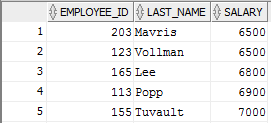 EMPLOYEE_ID LAST_NAME SALARY
1 203 Mavris 6500
2 123 Vollman 6500
3 165 Lee 6800
4 113 Popp 6900
5 155 Tuvault 7000